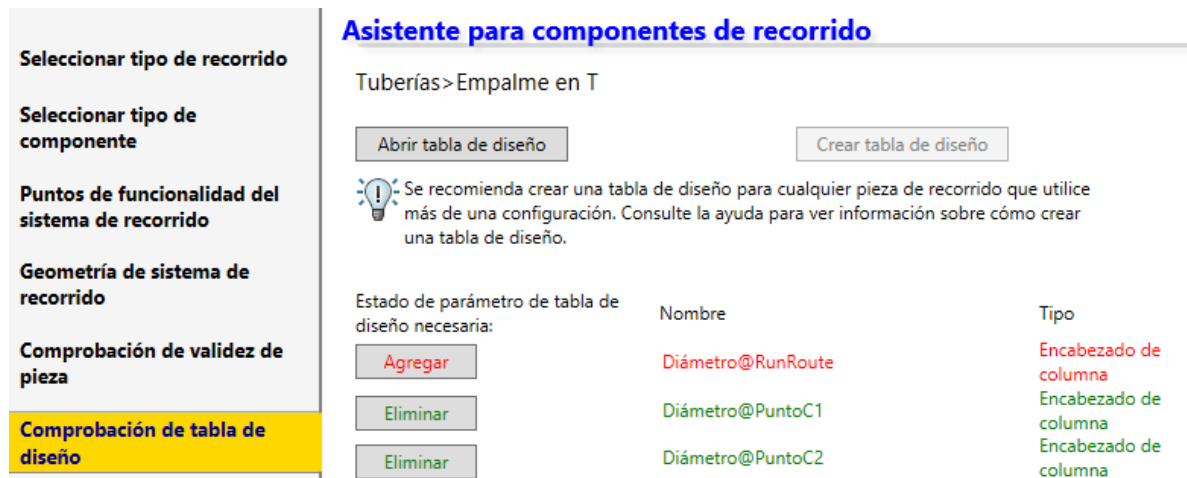 Seleccionar tipo de recorrido
Seleccionar tipo de
componente
Puntos de funcionalidad del
sistema de recorrido
Geometría de sistema de
recorrido
Comprobación de validez de
pieza
Comprobación de tabla de
diseño
Asistente para componentes de recorrido
Tuberías>Empalme en T
Abrir tabla de diseño
Crear tabla de diseño
Se recomienda crear una tabla de diseño para cualquier pieza de recorrido que utilice
más de una configuración. Consulte la ayuda para ver información sobre cómo crear
una tabla de diseño.
Estado de parámetro de tabla de
diseño necesaria:
Nombre
Tipo
Agregar
Diámetro@RunRoute
Encabezado de
columna
Eliminar
Diámetro@PuntoC1
Encabezado de
columna
Eliminar
Diámetro@PuntoC2
Encabezado de
columna